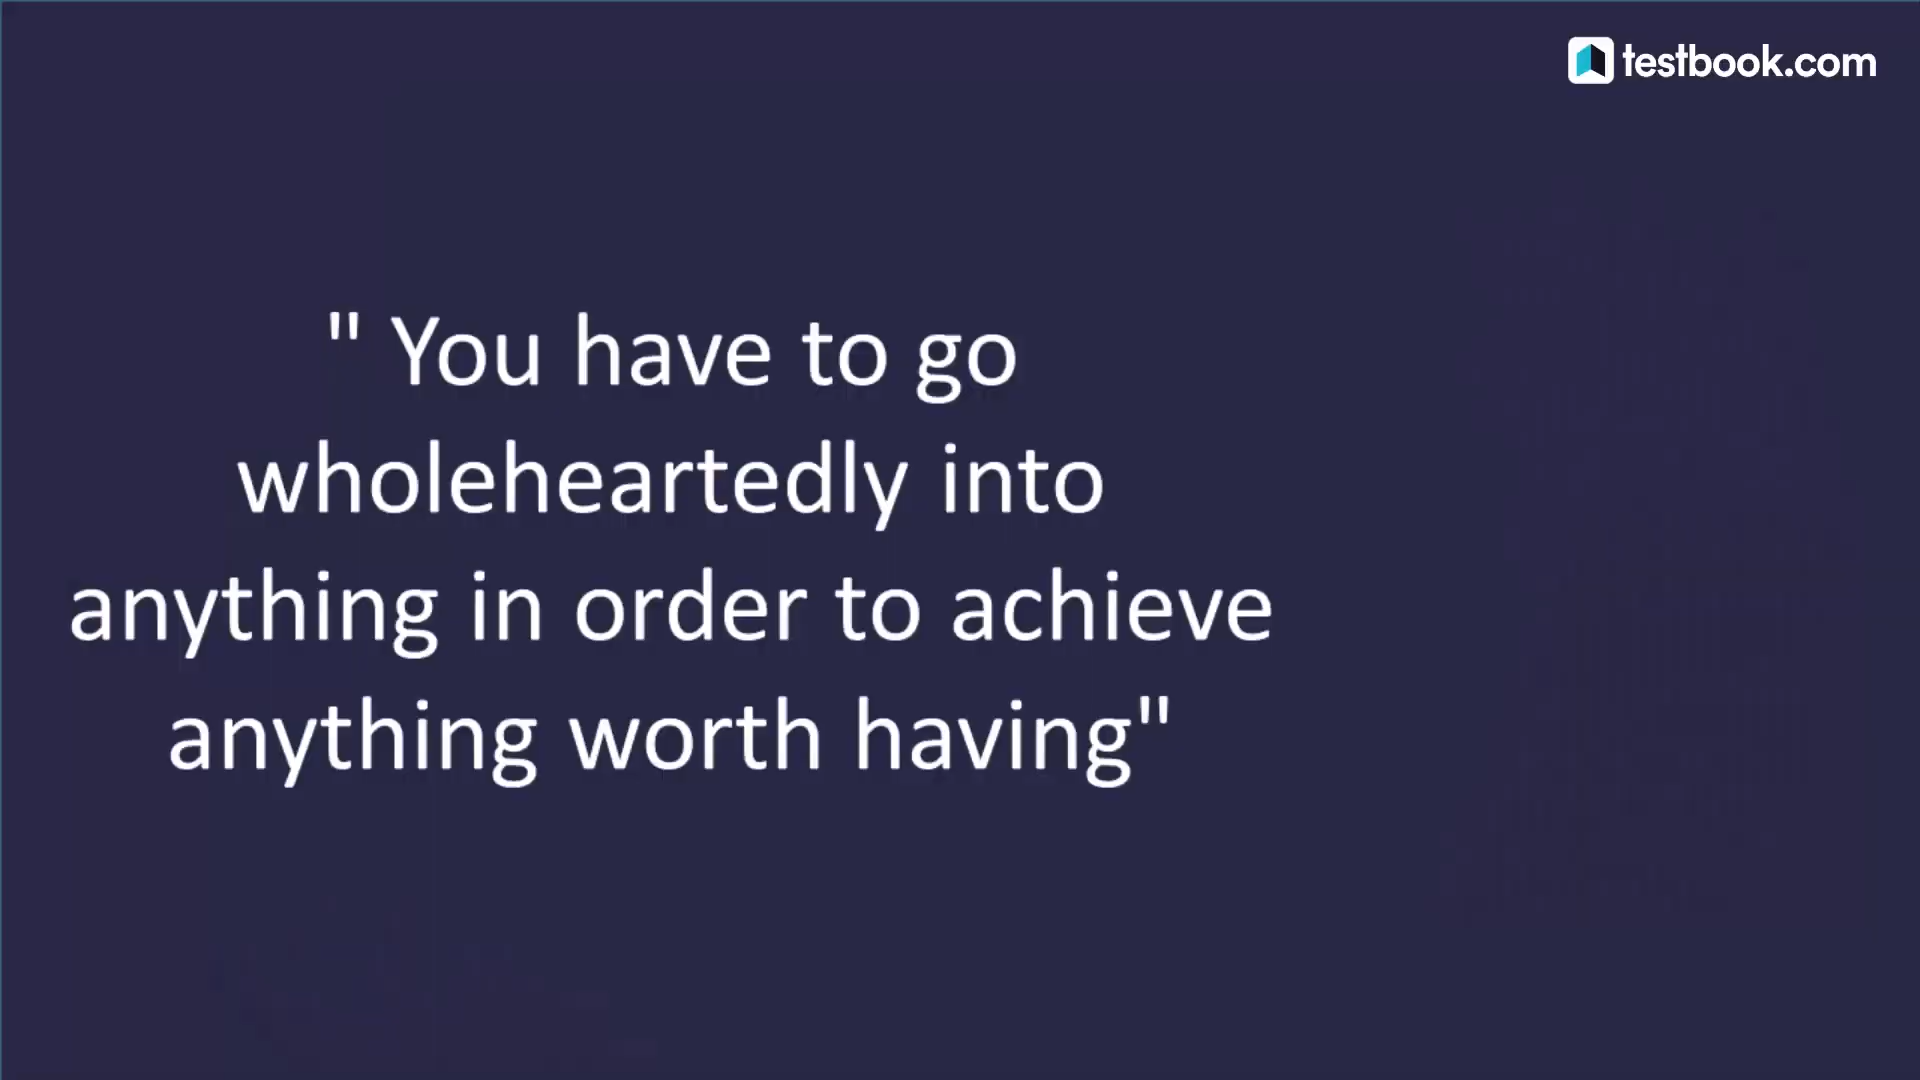 testbook.com
" You have to go
wholeheartedly into
anything in order to achieve
anything worth having"